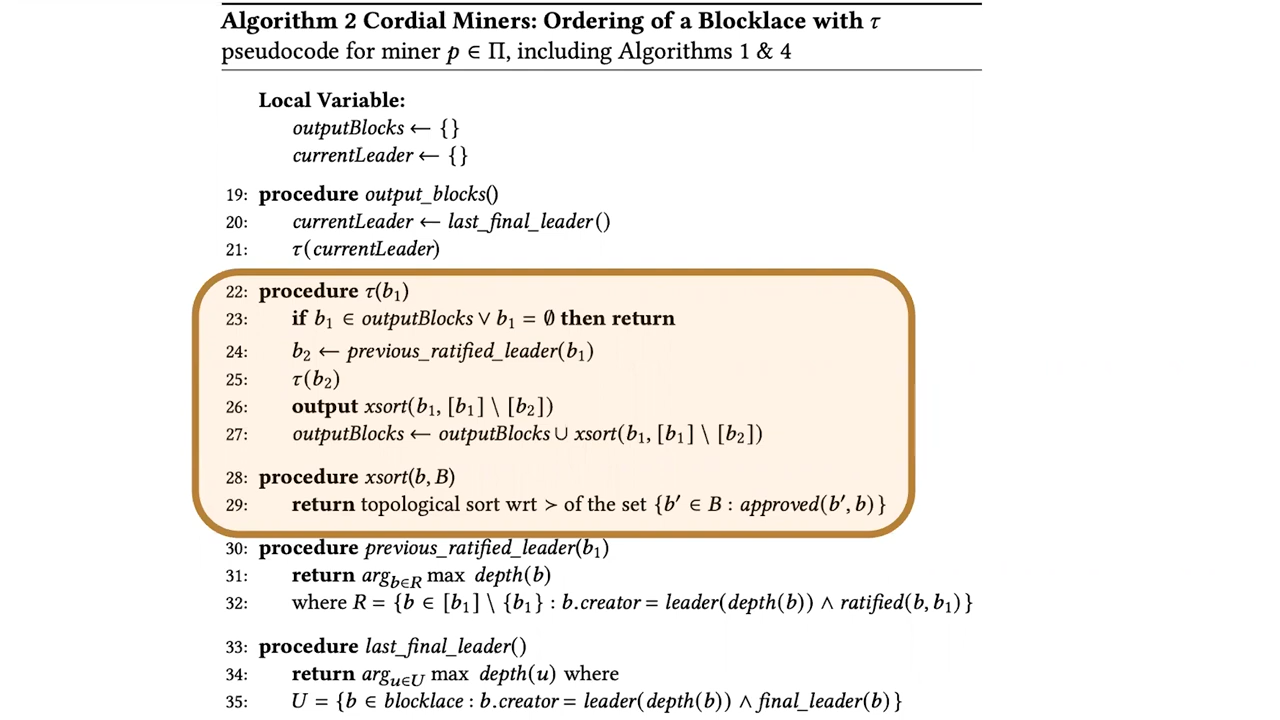 Algorithm 2 Cordial Miners: Ordering of a Blocklace with τ
pseudocode for miner p ∈ Π, including Algorithms 1 & 4
Local Variable:
outputBlocks ← {}
currentLeader ← {}
19: procedure output_blocks()
20: currentLeader ← last_final_leader()
21: τ(currentLeader)
22: procedure τ(b₁)
23: if b₁ ∈ outputBlocks ∨ b₁ = ∅ then return
24: b₂ ← previous_ratified_leader(b₁)
25: τ(b₂)
26: output xsort(b₁, [b₁] \ [b₂])
27: outputBlocks ← outputBlocks ∪ xsort(b₁, [b₁] \ [b₂])
28: procedure xsort(b, B)
29: return topological sort wrt ≻ of the set {b′ ∈ B : approved(b′, b)}
30: procedure previous_ratified_leader(b₁)
31: return arg_{b∈R} max depth(b)
32: where R = {b ∈ [b₁] \ {b₁} : b.creator = leader(depth(b)) ∧ ratified(b, b₁)}
33: procedure last_final_leader()
34: return arg_{u∈U} max depth(u) where
35: U = {b ∈ blocklace : b.creator = leader(depth(b)) ∧ final_leader(b)}